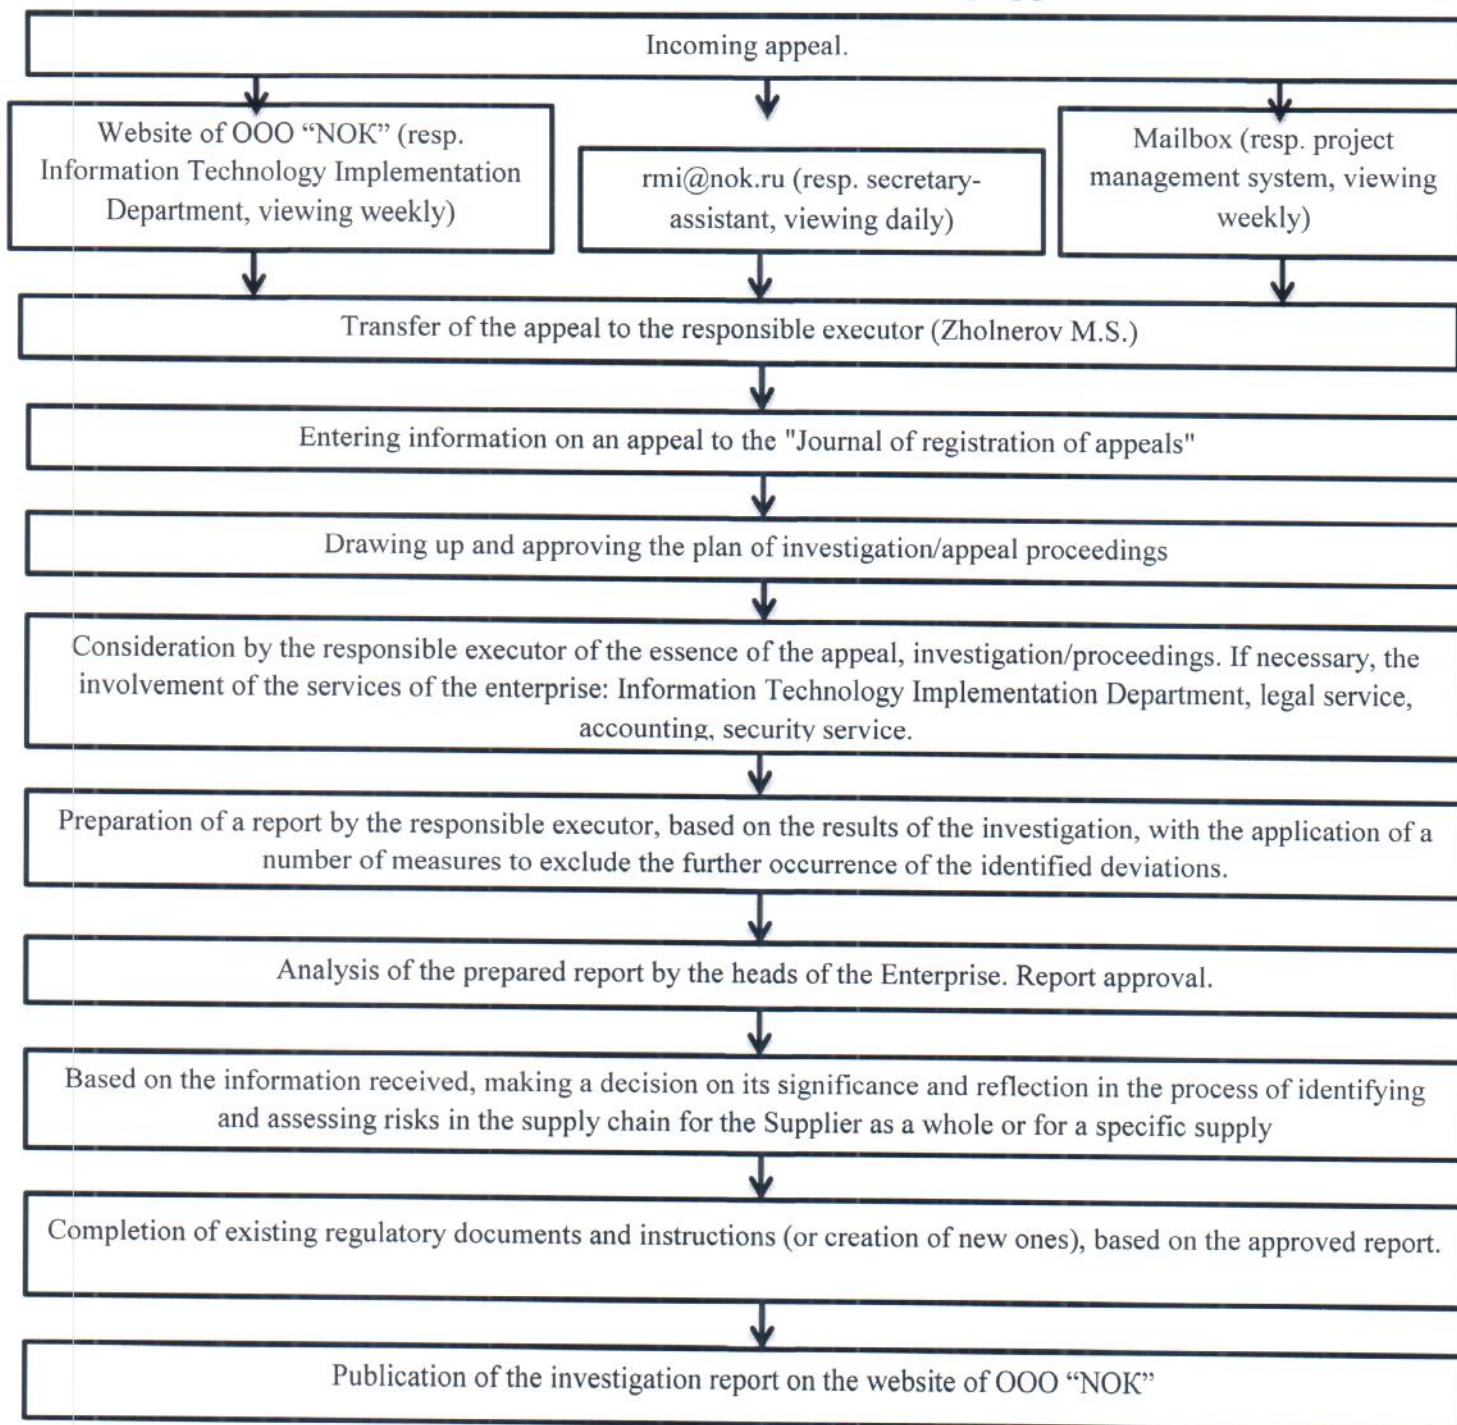 Incoming appeal.
Website of OOO “NOK” (resp.
Information Technology Implementation
Department, viewing weekly)
rmi@nok.ru (resp. secretary-
assistant, viewing daily)
Mailbox (resp. project
management system, viewing
weekly)
Transfer of the appeal to the responsible executor (Zholnerov M.S.)
Entering information on an appeal to the "Journal of registration of appeals"
Drawing up and approving the plan of investigation/appeal proceedings
Consideration by the responsible executor of the essence of the appeal, investigation/proceedings. If necessary, the
involvement of the services of the enterprise: Information Technology Implementation Department, legal service,
accounting, security service.
Preparation of a report by the responsible executor, based on the results of the investigation, with the application of a
number of measures to exclude the further occurrence of the identified deviations.
Analysis of the prepared report by the heads of the Enterprise. Report approval.
Based on the information received, making a decision on its significance and reflection in the process of identifying
and assessing risks in the supply chain for the Supplier as a whole or for a specific supply
Completion of existing regulatory documents and instructions (or creation of new ones), based on the approved report.
Publication of the investigation report on the website of OOO “NOK”